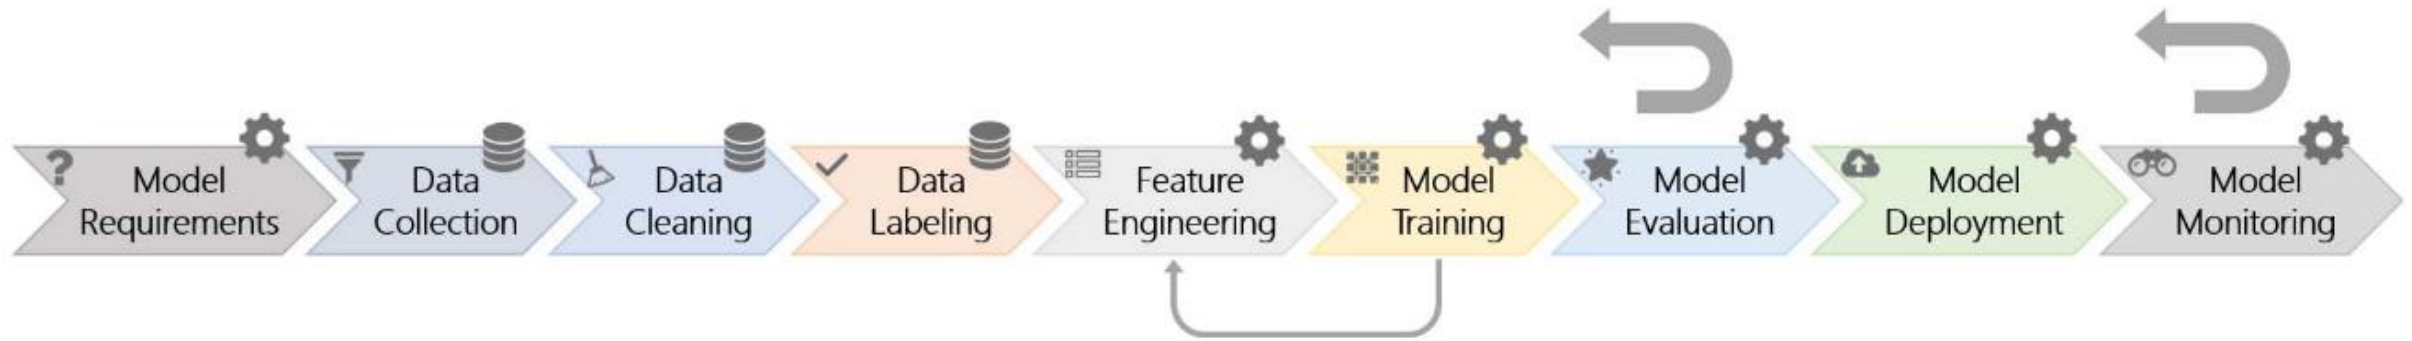 Model
Requirements
Data
Collection
Data
Cleaning
Data
Labeling
Feature
Engineering
Model
Training
Model
Evaluation
Model
Deployment
Model
Monitoring